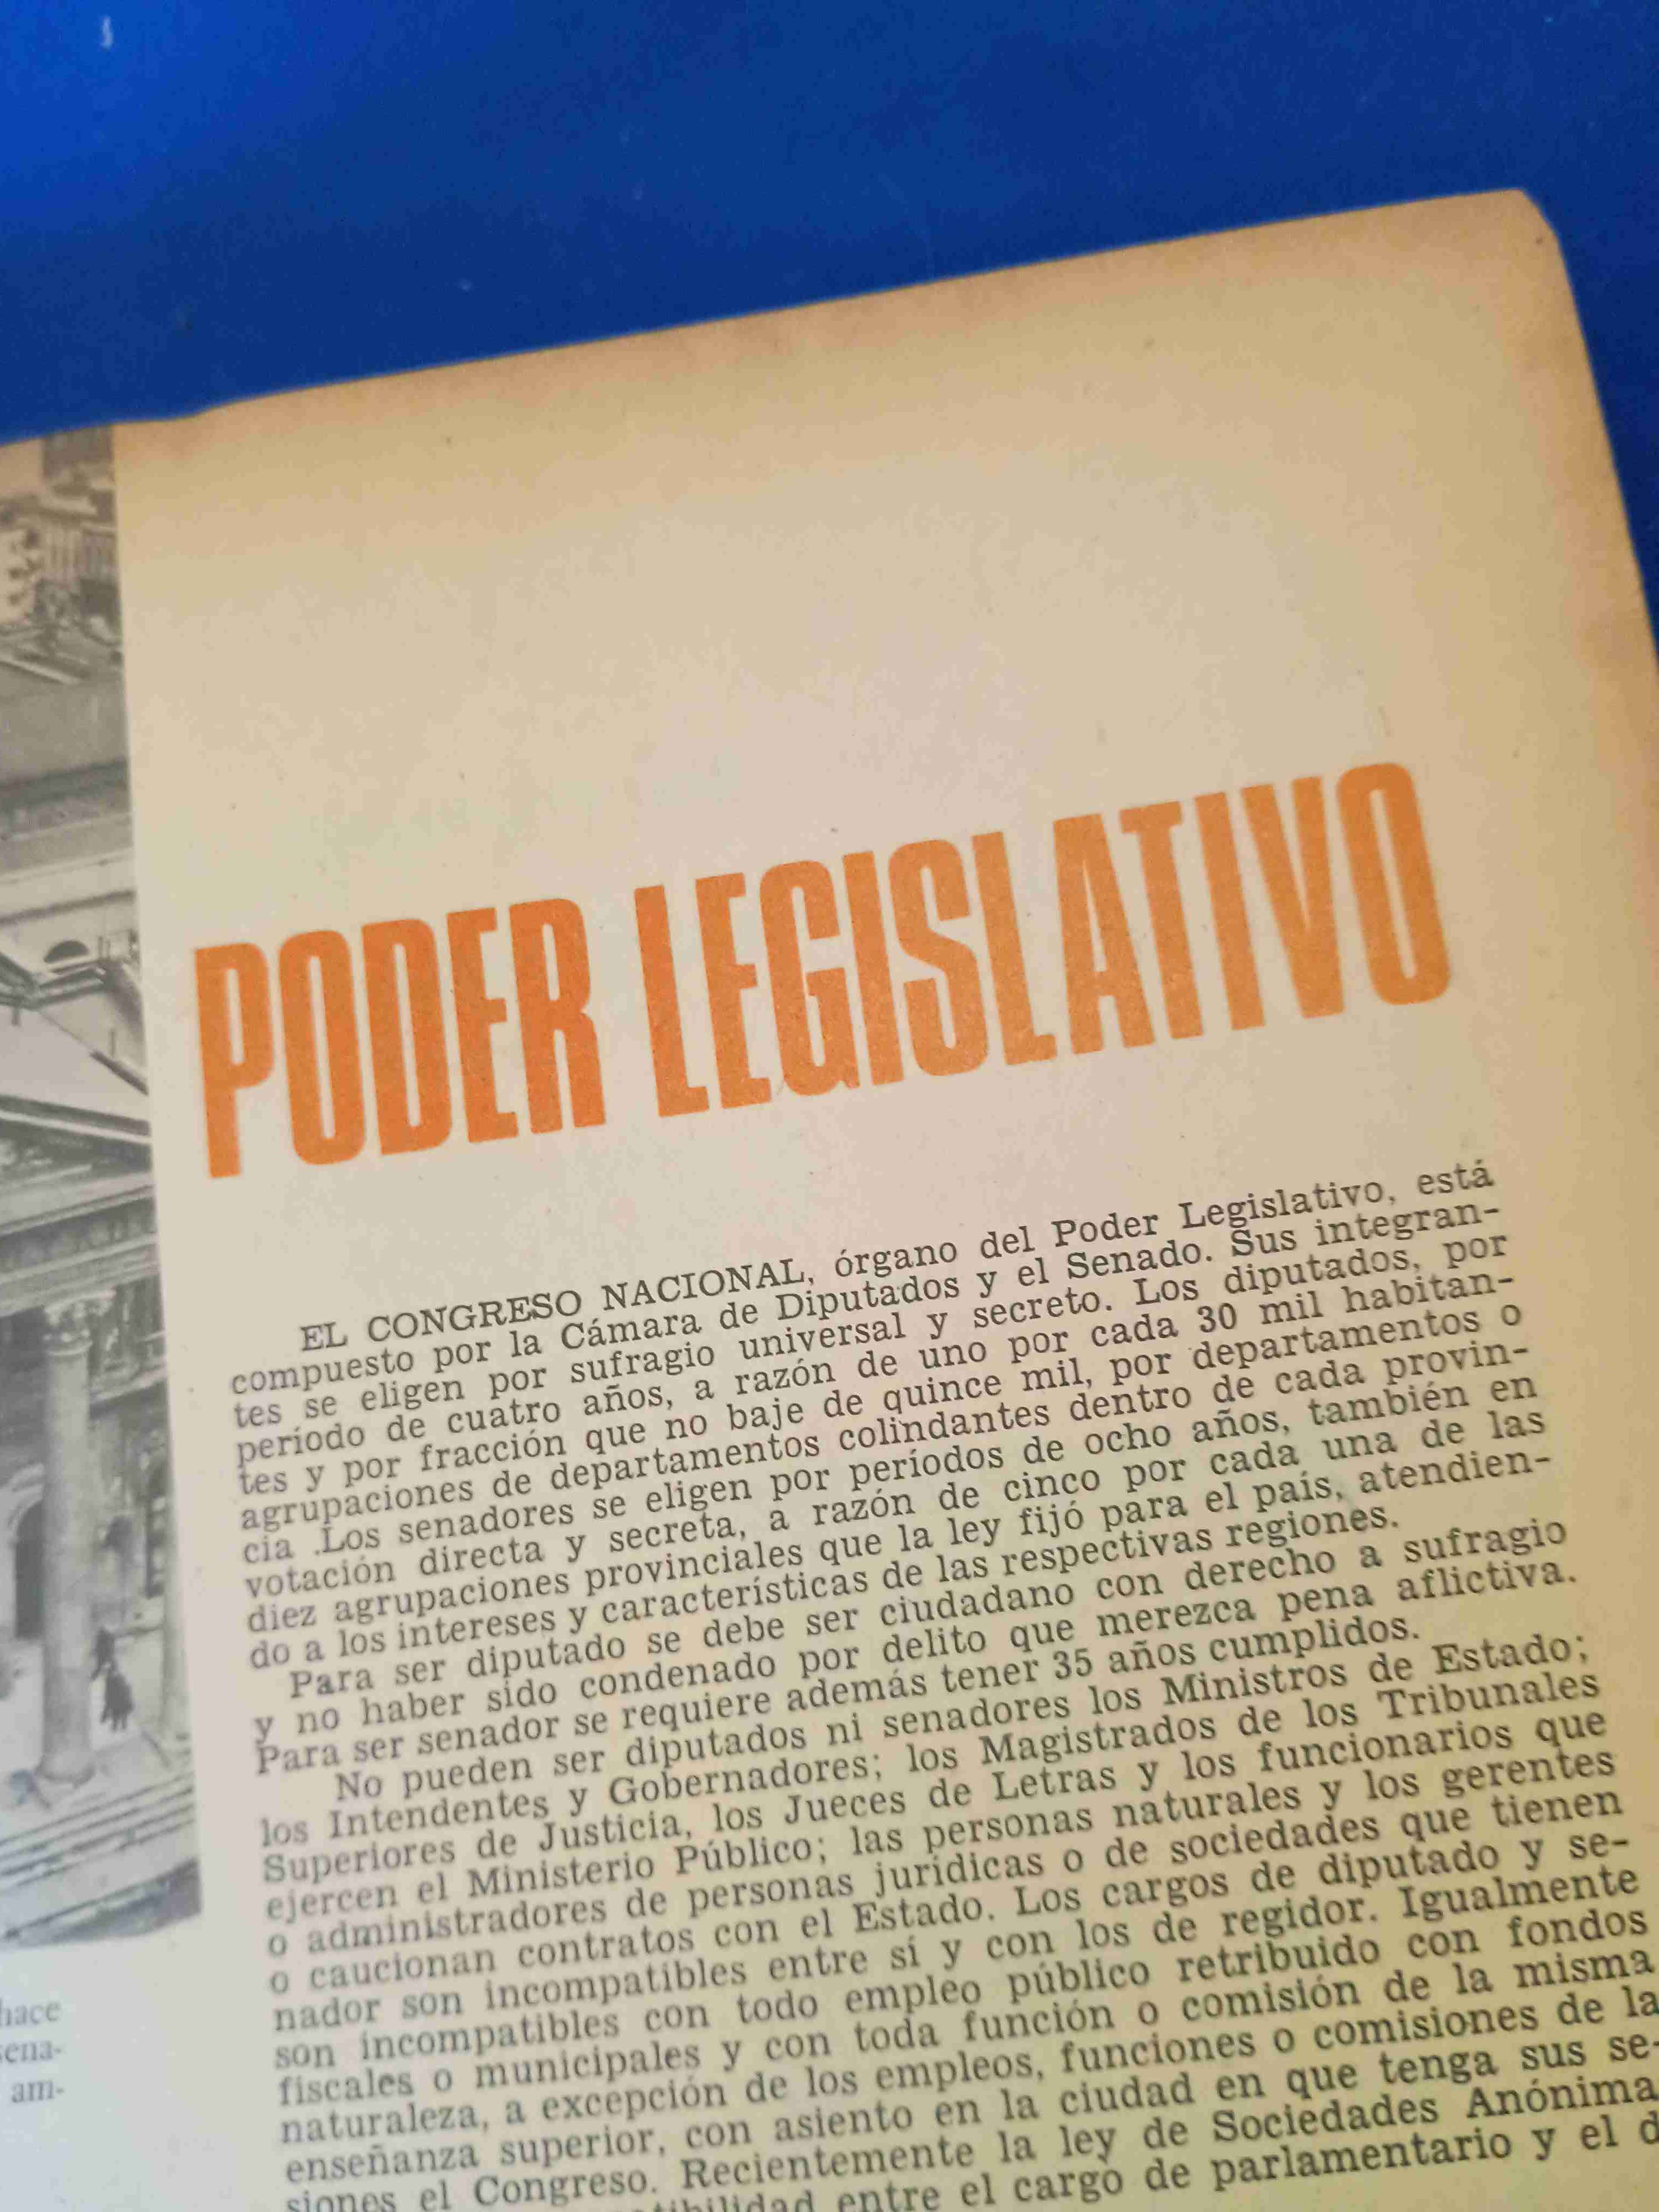 PODER LEGISLATIVO
EL CONGRESO NACIONAL, órgano del Poder Legislativo, está
compuesto por la Cámara de Diputados y el Senado. Sus integran-
tes se eligen por sufragio universal y secreto. Los diputados, por
período de cuatro años, a razón de uno por cada 30 mil habitan-
tes y por fracción que no baje de quince mil, por departamentos o
agrupaciones de departamentos colindantes dentro de cada provin-
cia .Los senadores se eligen por períodos de ocho años, también en
votación directa y secreta, a razón de cinco por cada una de las
diez agrupaciones provinciales que la ley fijó para el país, atendien-
do a los intereses y características de las respectivas regiones.
Para ser diputado se debe ser ciudadano con derecho a sufragio
y no haber sido condenado por delito que merezca pena aflictiva.
Para ser senador se requiere además tener 35 años cumplidos.
No pueden ser diputados ni senadores los Ministros de Estado;
los Intendentes y Gobernadores; los Magistrados de los Tribunales
Superiores de Justicia, los Jueces de Letras y los funcionarios que
ejercen el Ministerio Público; las personas naturales y los gerentes
o administradores de personas jurídicas o de sociedades que tienen
o caucionan contratos con el Estado. Los cargos de diputado y se-
nador son incompatibles entre sí y con los de regidor. Igualmente
son incompatibles con todo empleo público retribuido con fondos
fiscales o municipales y con toda función o comisión de la misma
naturaleza, a excepción de los empleos, funciones o comisiones de la
enseñanza superior, con asiento en la ciudad en que tenga sus se-
siones el Congreso. Recientemente la ley de Sociedades Anónima
entre el cargo de parlamentario y el d
hace
sena-
am-